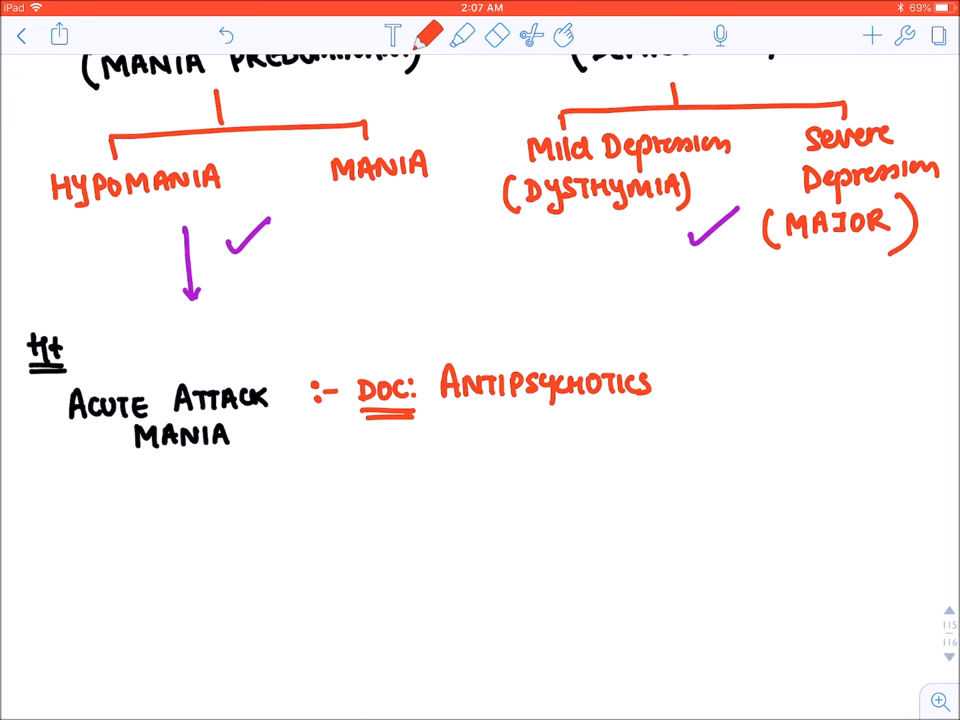 iPad
2:07 AM
69%
(MANIA PREDOMINANT)
HYPOMANIA
MANIA
Mild Depression
(DYSTHYMIA)
Severe
Depression
(MAJOR)
ACUTE ATTACK :- DOC: ANTIPSYCHOTICS
MANIA
115
116